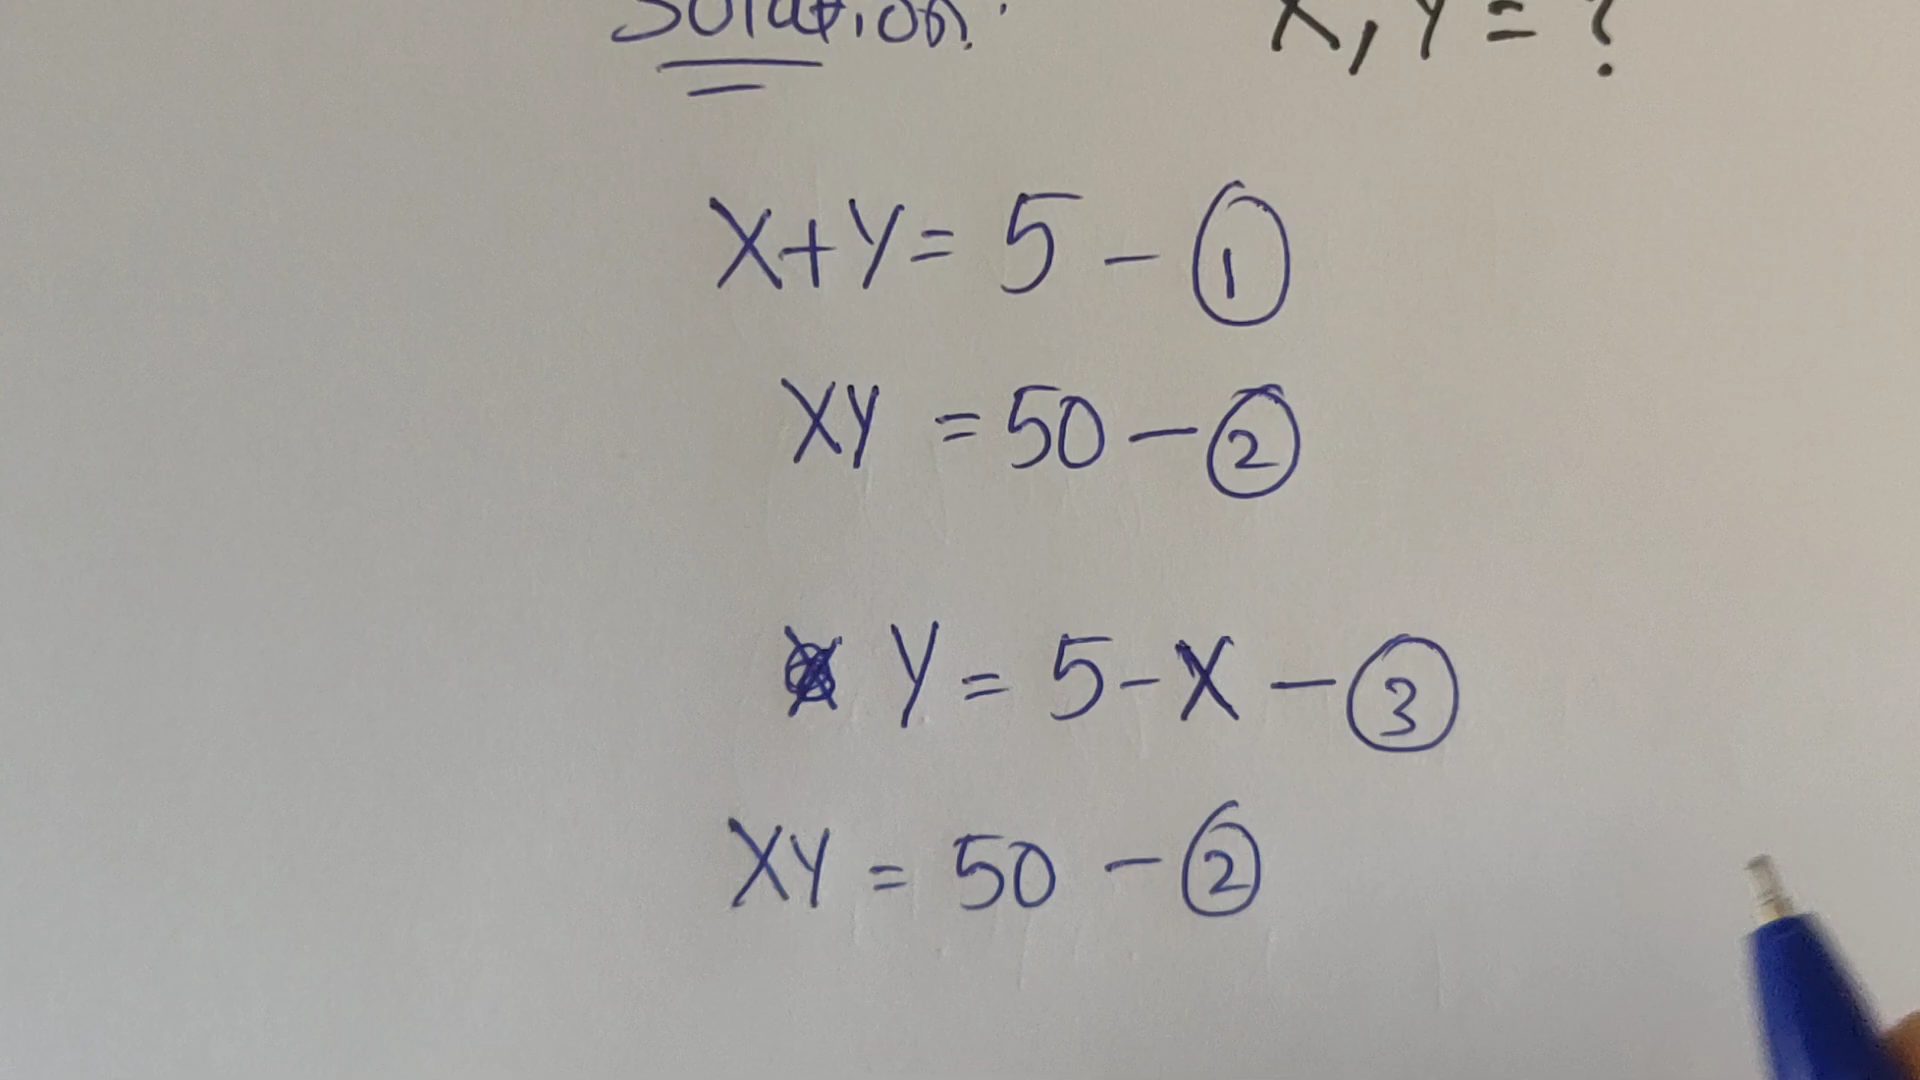 Solution:
X, Y = ?
X+Y= 5 - ①
XY = 50 - ②
Y = 5 - X - ③
XY = 50 - ②